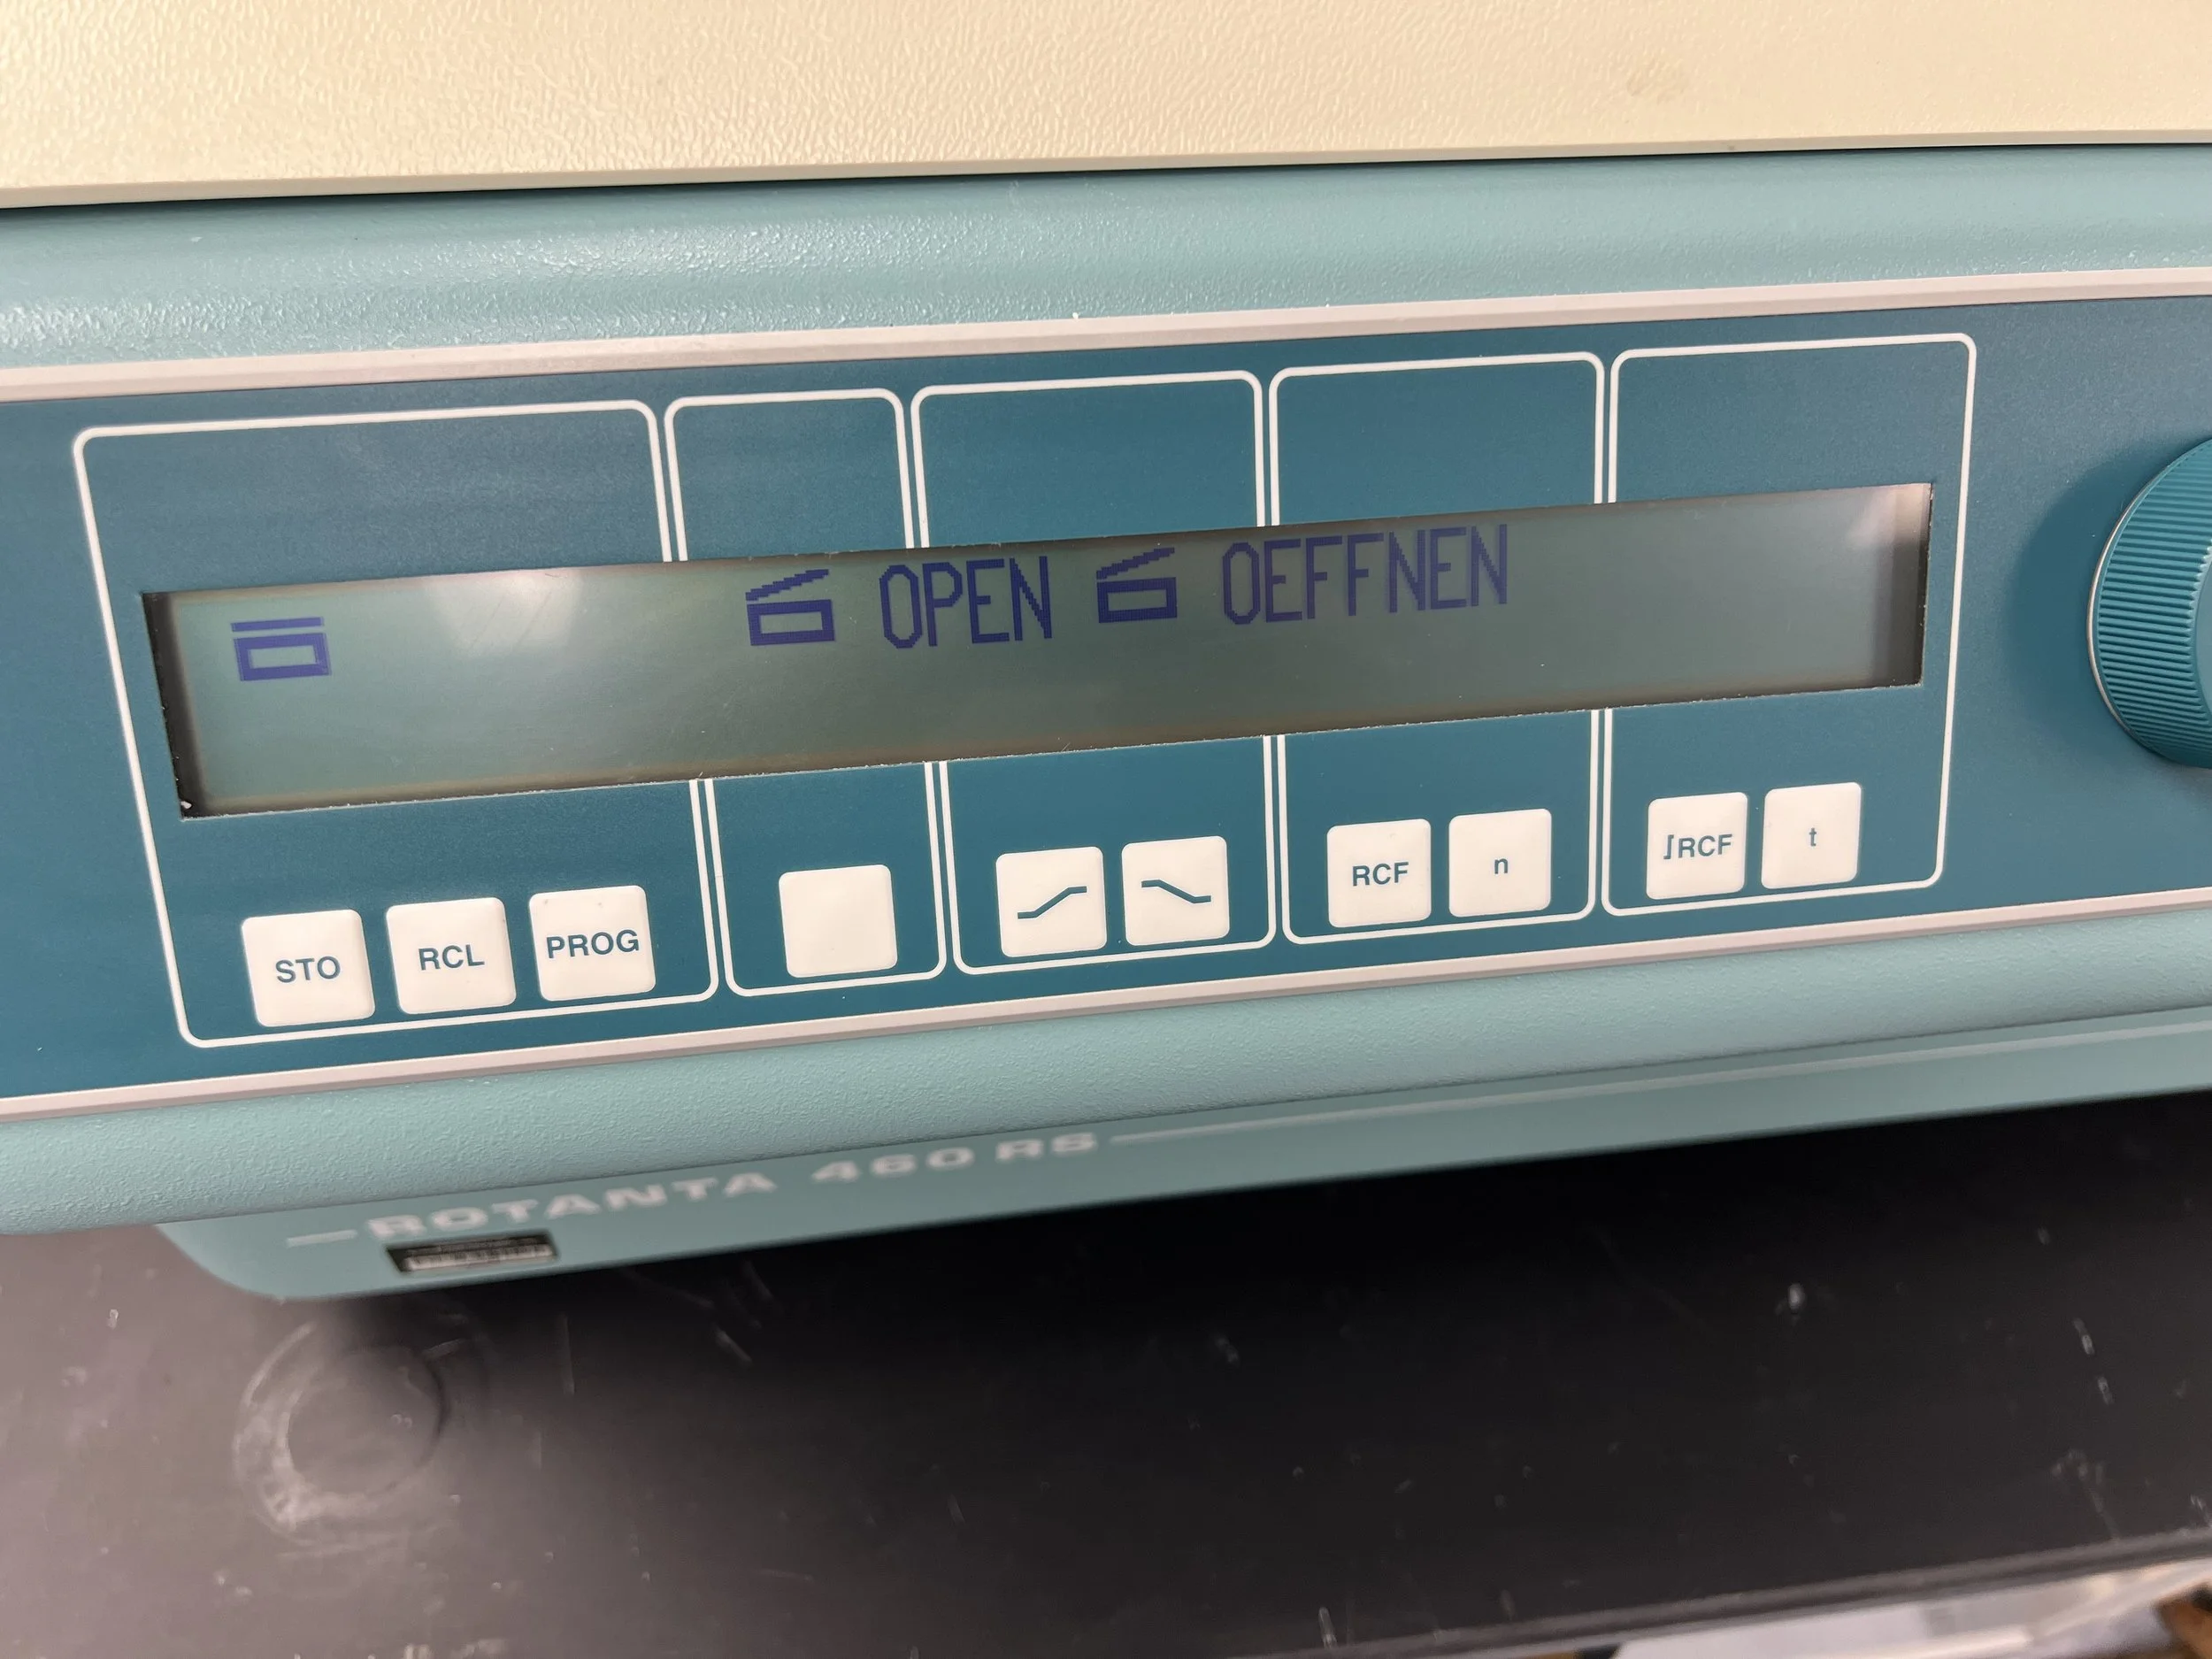 OPEN OEFFNEN
STO RCL PROG RCF n ∫RCF t
ROTANTA 460 RS